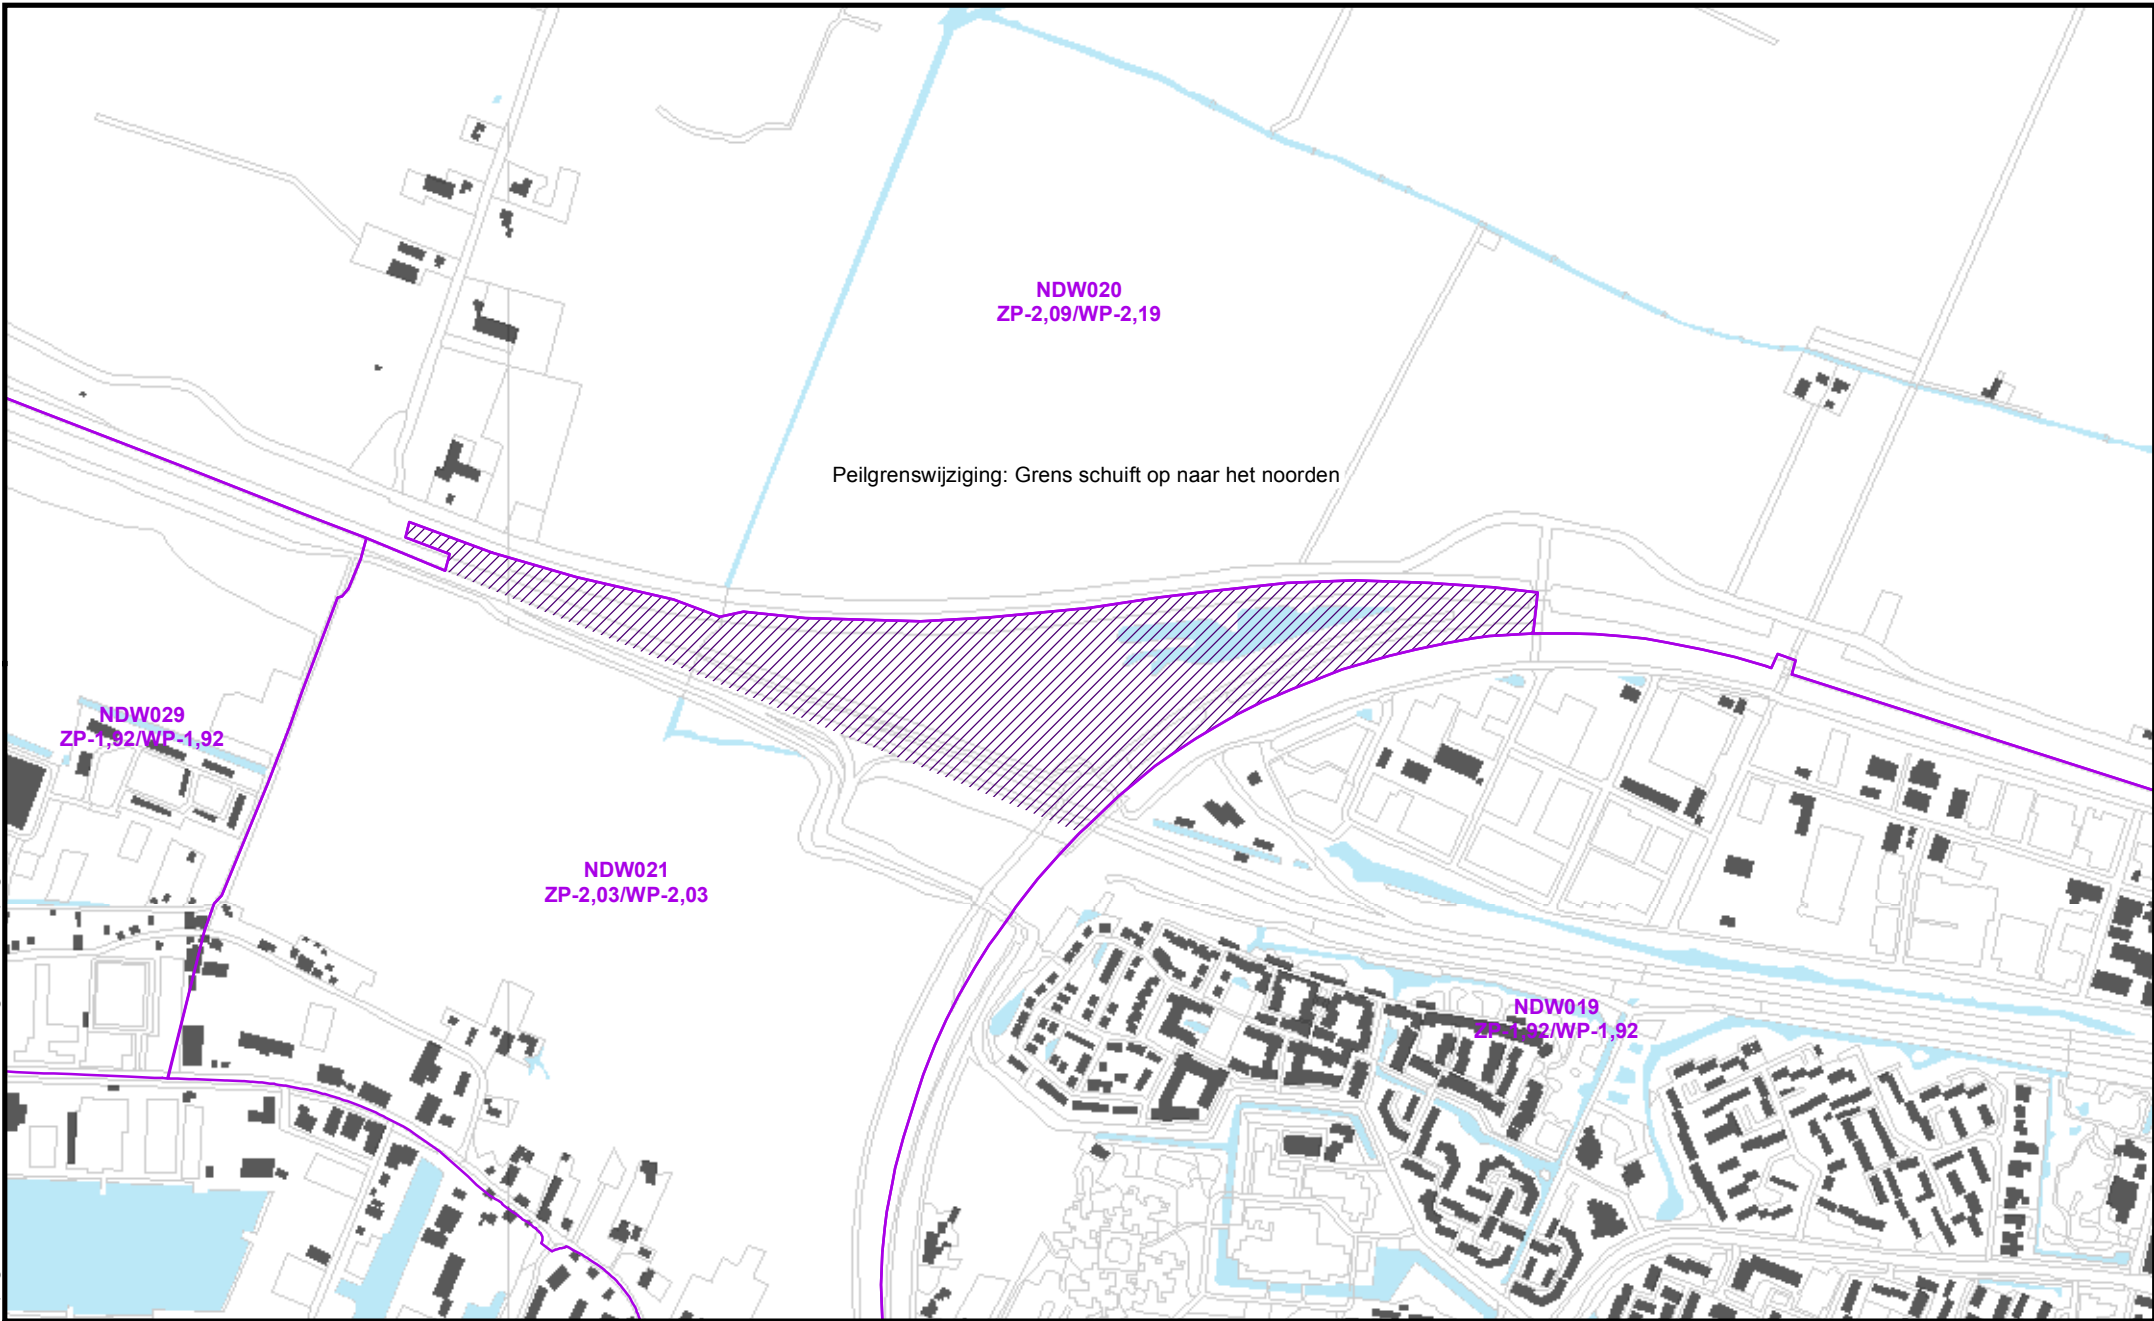 NDW020
ZP-2,09/WP-2,19
Peilgrenswijziging: Grens schuift op naar het noorden
NDW029
ZP-1,92/WP-1,92
NDW021
ZP-2,03/WP-2,03
NDW019
ZP-1,92/WP-1,92